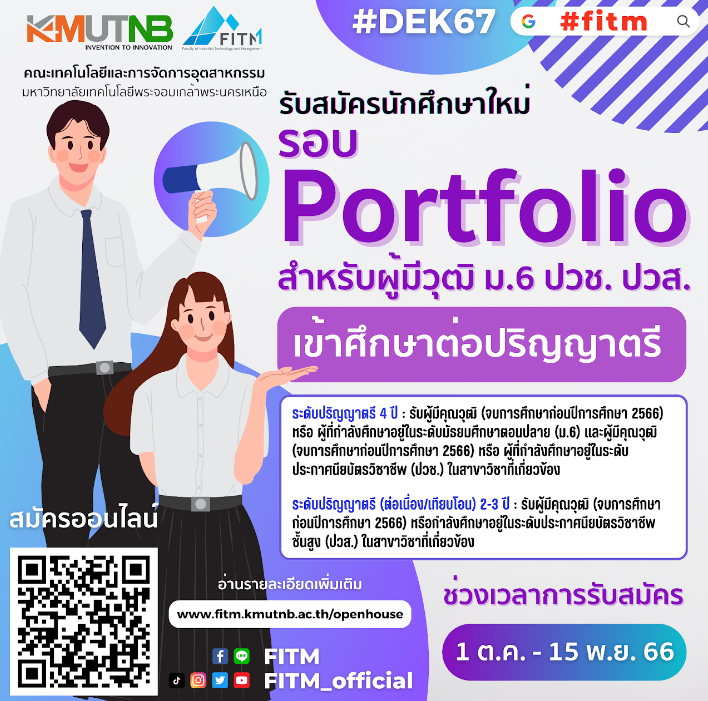 KMUTNB
INVENTION TO INNOVATION
FITM
Faculty of Industrial Technology and Management
#DEK67
#fitm
คณะเทคโนโลยีและการจัดการอุตสาหกรรม
มหาวิทยาลัยเทคโนโลยีพระจอมเกล้าพระนครเหนือ
รับสมัครนักศึกษาใหม่
รอบ
Portfolio
สำหรับผู้มีวุฒิ ม.6 ปวช. ปวส.
เข้าศึกษาต่อปริญญาตรี
ระดับปริญญาตรี 4 ปี : รับผู้มีคุณวุฒิ (จบการศึกษาก่อนปีการศึกษา 2566)
หรือ ผู้ที่กำลังศึกษาอยู่ในระดับมัธยมศึกษาตอนปลาย (ม.6) และผู้มีคุณวุฒิ
(จบการศึกษาก่อนปีการศึกษา 2566) หรือ ผู้ที่กำลังศึกษาอยู่ในระดับ
ประกาศนียบัตรวิชาชีพ (ปวช.) ในสาขาวิชาที่เกี่ยวข้อง
ระดับปริญญาตรี (ต่อเนื่อง/เทียบโอน) 2-3 ปี : รับผู้มีคุณวุฒิ (จบการศึกษา
ก่อนปีการศึกษา 2566) หรือกำลังศึกษาอยู่ในระดับประกาศนียบัตรวิชาชีพ
ชั้นสูง (ปวส.) ในสาขาวิชาที่เกี่ยวข้อง
สมัครออนไลน์
อ่านรายละเอียดเพิ่มเติม
www.fitm.kmutnb.ac.th/openhouse
FITM
FITM_official
ช่วงเวลาการรับสมัคร
1 ต.ค. - 15 พ.ย. 66